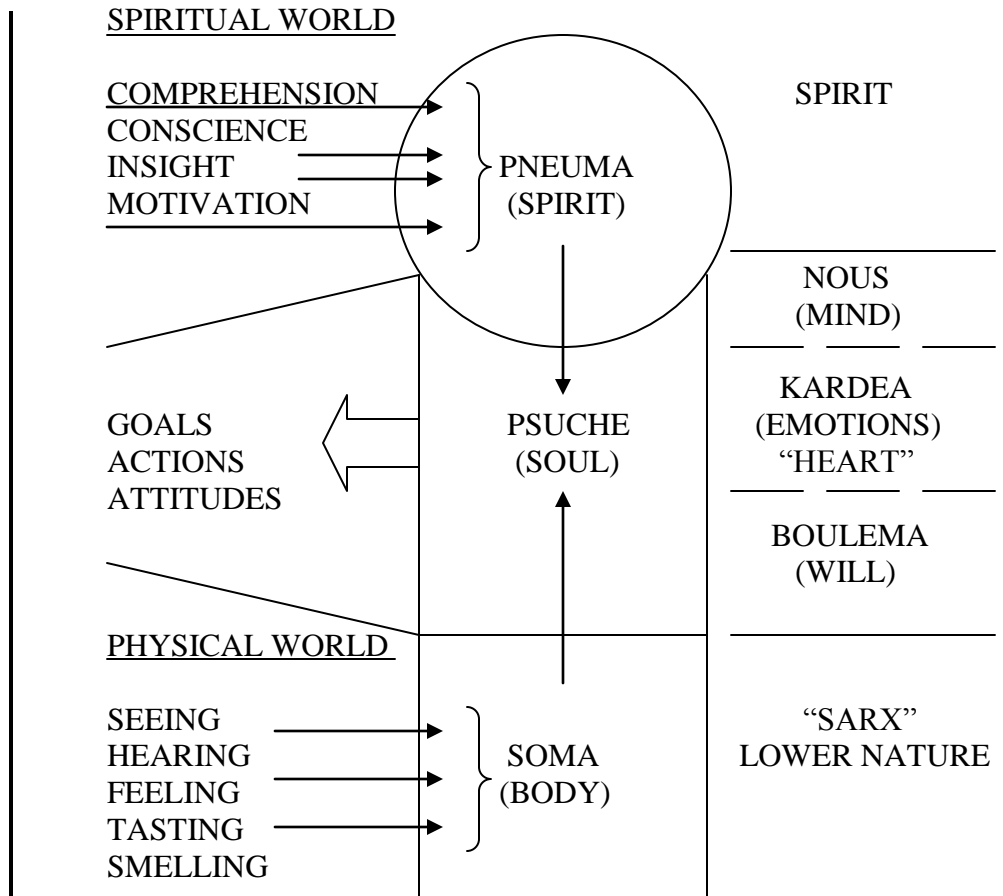 SPIRITUAL WORLD
COMPREHENSION
CONSCIENCE
INSIGHT
MOTIVATION
PNEUMA
(SPIRIT)
SPIRIT
NOUS
(MIND)
GOALS
ACTIONS
ATTITUDES
PSUCHE
(SOUL)
KARDEA
(EMOTIONS)
“HEART”
BOULEMA
(WILL)
PHYSICAL WORLD
SEEING
HEARING
FEELING
TASTING
SMELLING
SOMA
(BODY)
“SARX”
LOWER NATURE